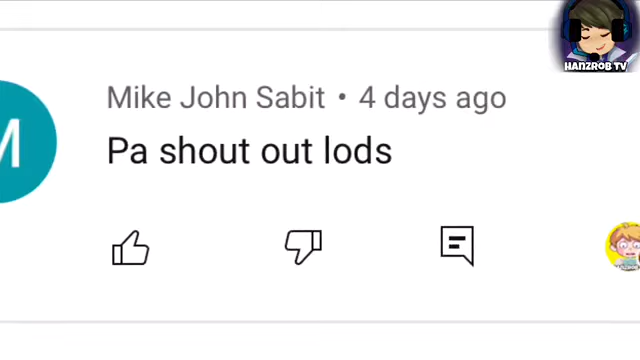 HANZROB TV
Mike John Sabit • 4 days ago
M
Pa shout out lods